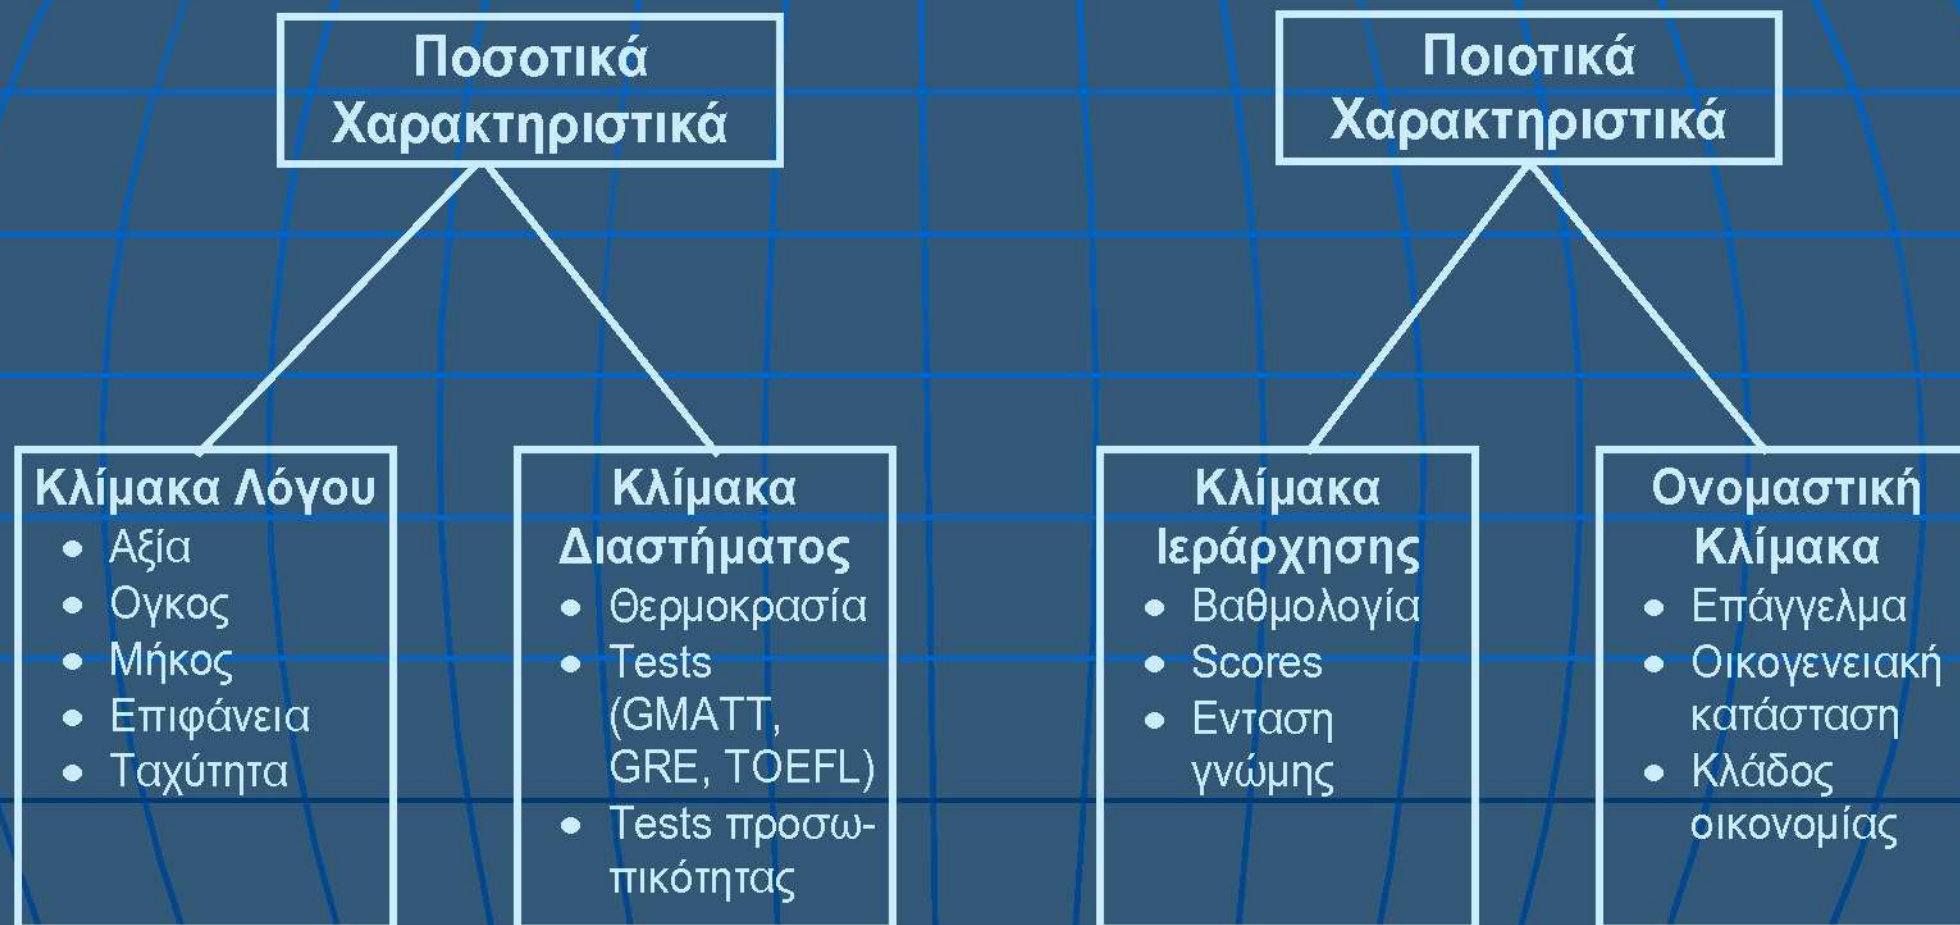 Ποσοτικά
Χαρακτηριστικά
Ποιοτικά
Χαρακτηριστικά
Κλίμακα Λόγου
• Αξία
• Ογκος
• Μήκος
• Επιφάνεια
• Ταχύτητα
Κλίμακα
Διαστήματος
• Θερμοκρασία
• Tests
(GMATT,
GRE, TOEFL)
• Tests προσω-
πικότητας
Κλίμακα
Ιεράρχησης
• Βαθμολογία
• Scores
• Ενταση
γνώμης
Ονομαστική
Κλίμακα
• Επάγγελμα
• Οικογενειακή
κατάσταση
• Κλάδος
οικονομίας